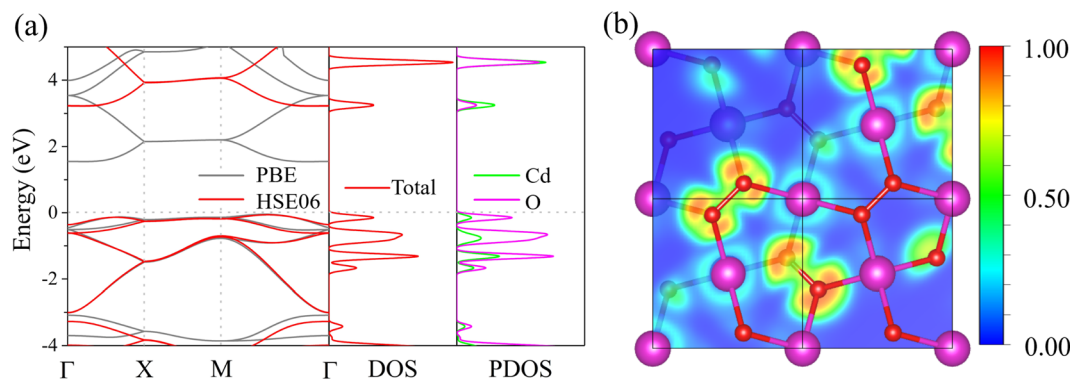 (a)
(b)
4
2
0
-2
-4
Energy (eV)
PBE
HSE06
Total
Cd
O
Γ
X
M
Γ
DOS
PDOS
1.00
0.50
0.00